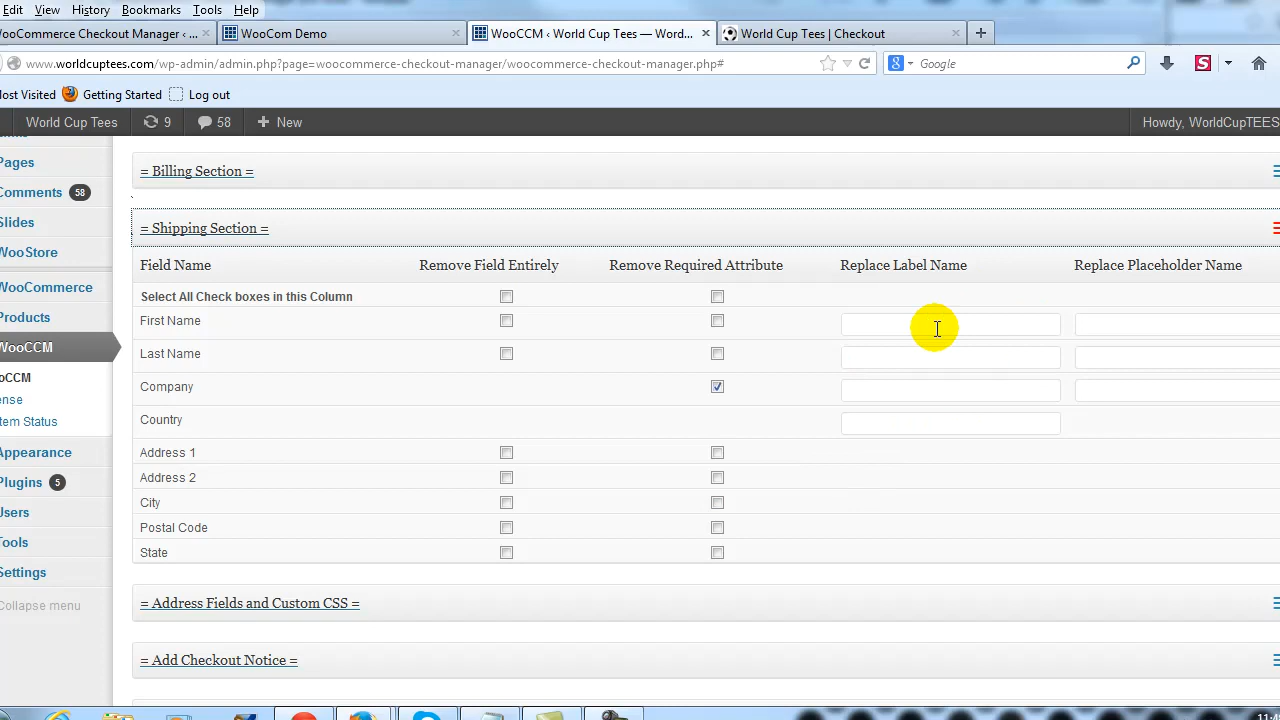 Edit View History Bookmarks Tools Help
WooCommerce Checkout Manager ‹ ... WooCom Demo WooCCM ‹ World Cup Tees — Word... World Cup Tees | Checkout
www.worldcuptees.com/wp-admin/admin.php?page=woocommerce-checkout-manager/woocommerce-checkout-manager.php# Google
Most Visited Getting Started Log out
World Cup Tees 9 58 New Howdy, WorldCupTEES
Pages
Comments 58
Slides
WooStore
WooCommerce
Products
WooCCM
oCCM
ense
tem Status
Appearance
Plugins 5
Users
Tools
Settings
Collapse menu
= Billing Section =
= Shipping Section =
Field Name Remove Field Entirely Remove Required Attribute Replace Label Name Replace Placeholder Name
Select All Check boxes in this Column
First Name
Last Name
Company
Country
Address 1
Address 2
City
Postal Code
State
= Address Fields and Custom CSS =
= Add Checkout Notice =